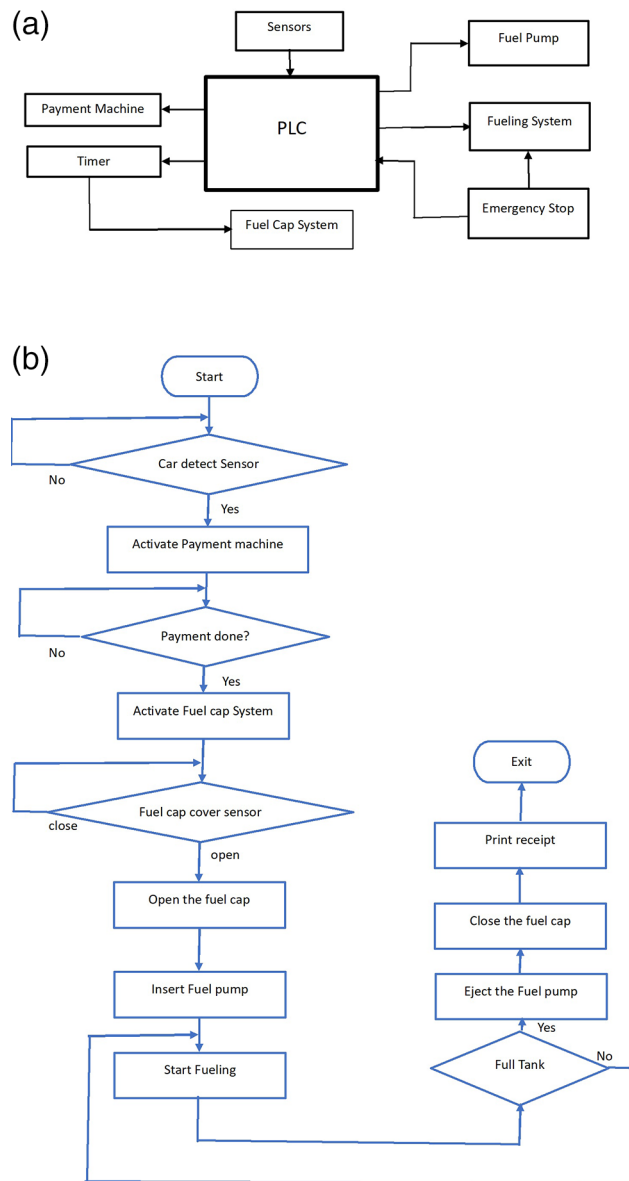 (a)
Sensors
Fuel Pump
Payment Machine
PLC
Fueling System
Timer
Emergency Stop
Fuel Cap System
(b)
Start
Car detect Sensor
No
Yes
Activate Payment machine
Payment done?
No
Yes
Activate Fuel cap System
Fuel cap cover sensor
close
open
Open the fuel cap
Insert Fuel pump
Start Fueling
Exit
Print receipt
Close the fuel cap
Eject the Fuel pump
Yes
Full Tank
No